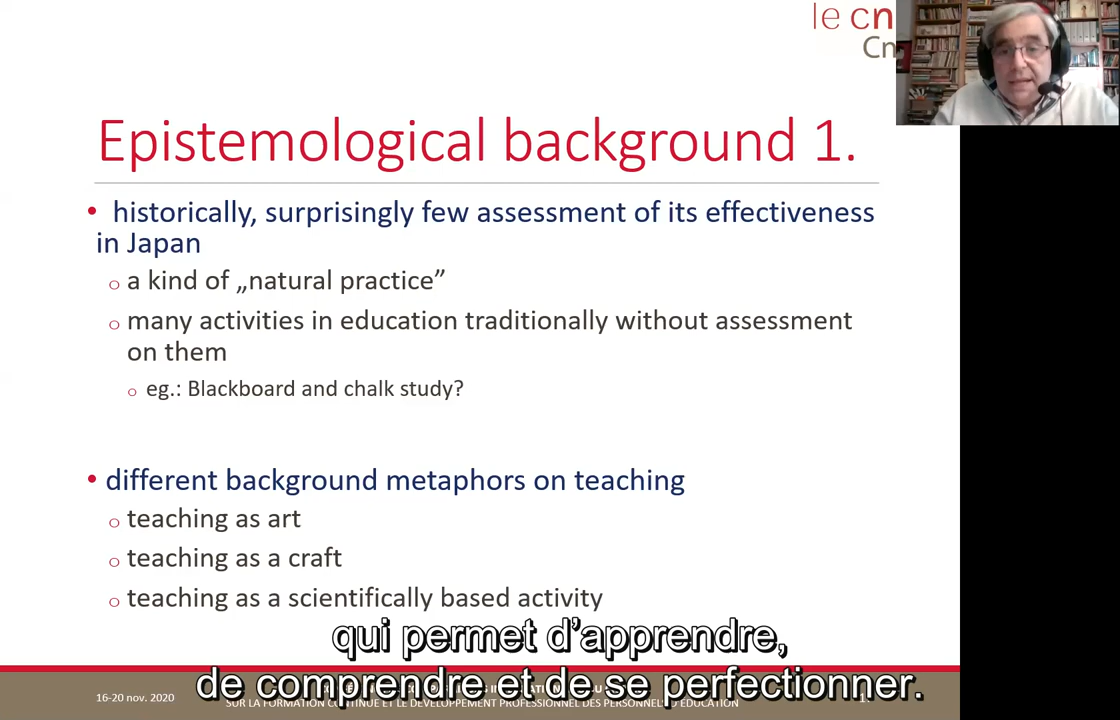 le cn
Cn
Epistemological background 1.
• historically, surprisingly few assessment of its effectiveness
in Japan
o a kind of „natural practice”
o many activities in education traditionally without assessment
on them
o eg.: Blackboard and chalk study?
• different background metaphors on teaching
o teaching as art
o teaching as a craft
o teaching as a scientifically based activity
qui permet d’apprendre,
de comprendre et de se perfectionner.
16-20 nov. 2020
SUR LA FORMATION CONTINUE ET LE DEVELOPPEMENT PROFESSIONNEL DES PERSONNELS D'EDUCATION